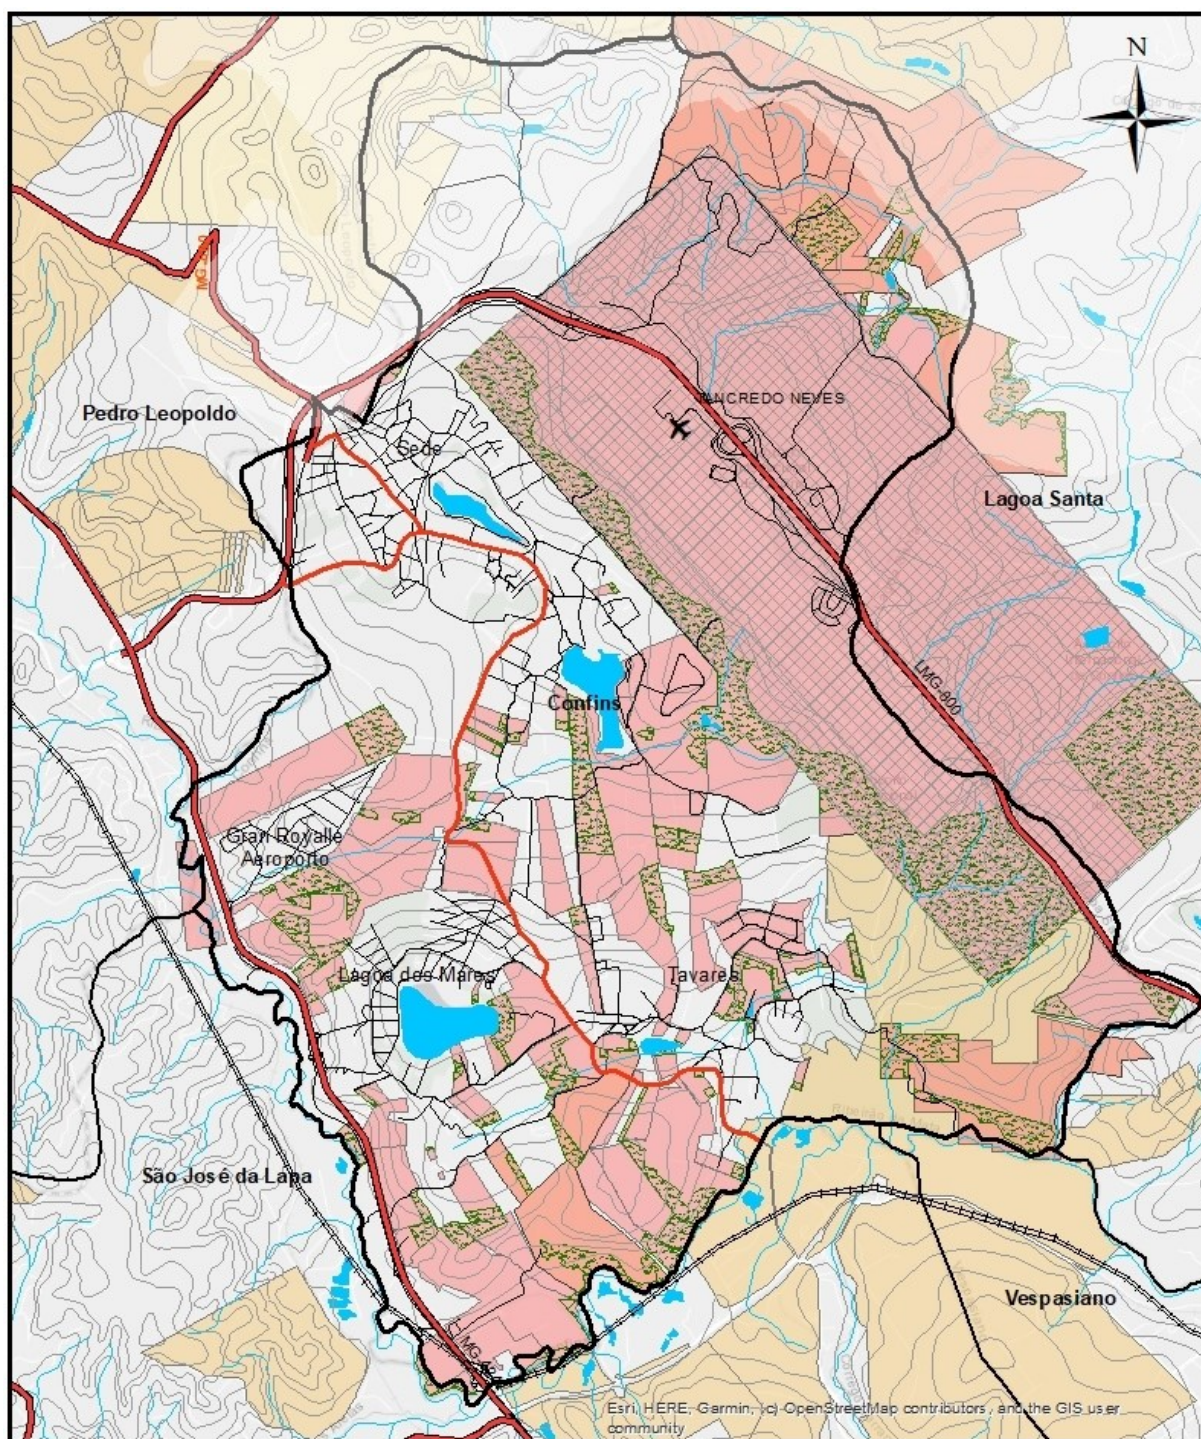 N
Pedro Leopoldo
Sede
TANCREDO NEVES
Lagoa Santa
LMG-800
Confins
Gran Royalle
Aeroporto
Lagoa dos Mares
Tavares
São José da Lapa
Vespasiano
Esri, HERE, Garmin, (c) OpenStreetMap contributors, and the GIS user
community